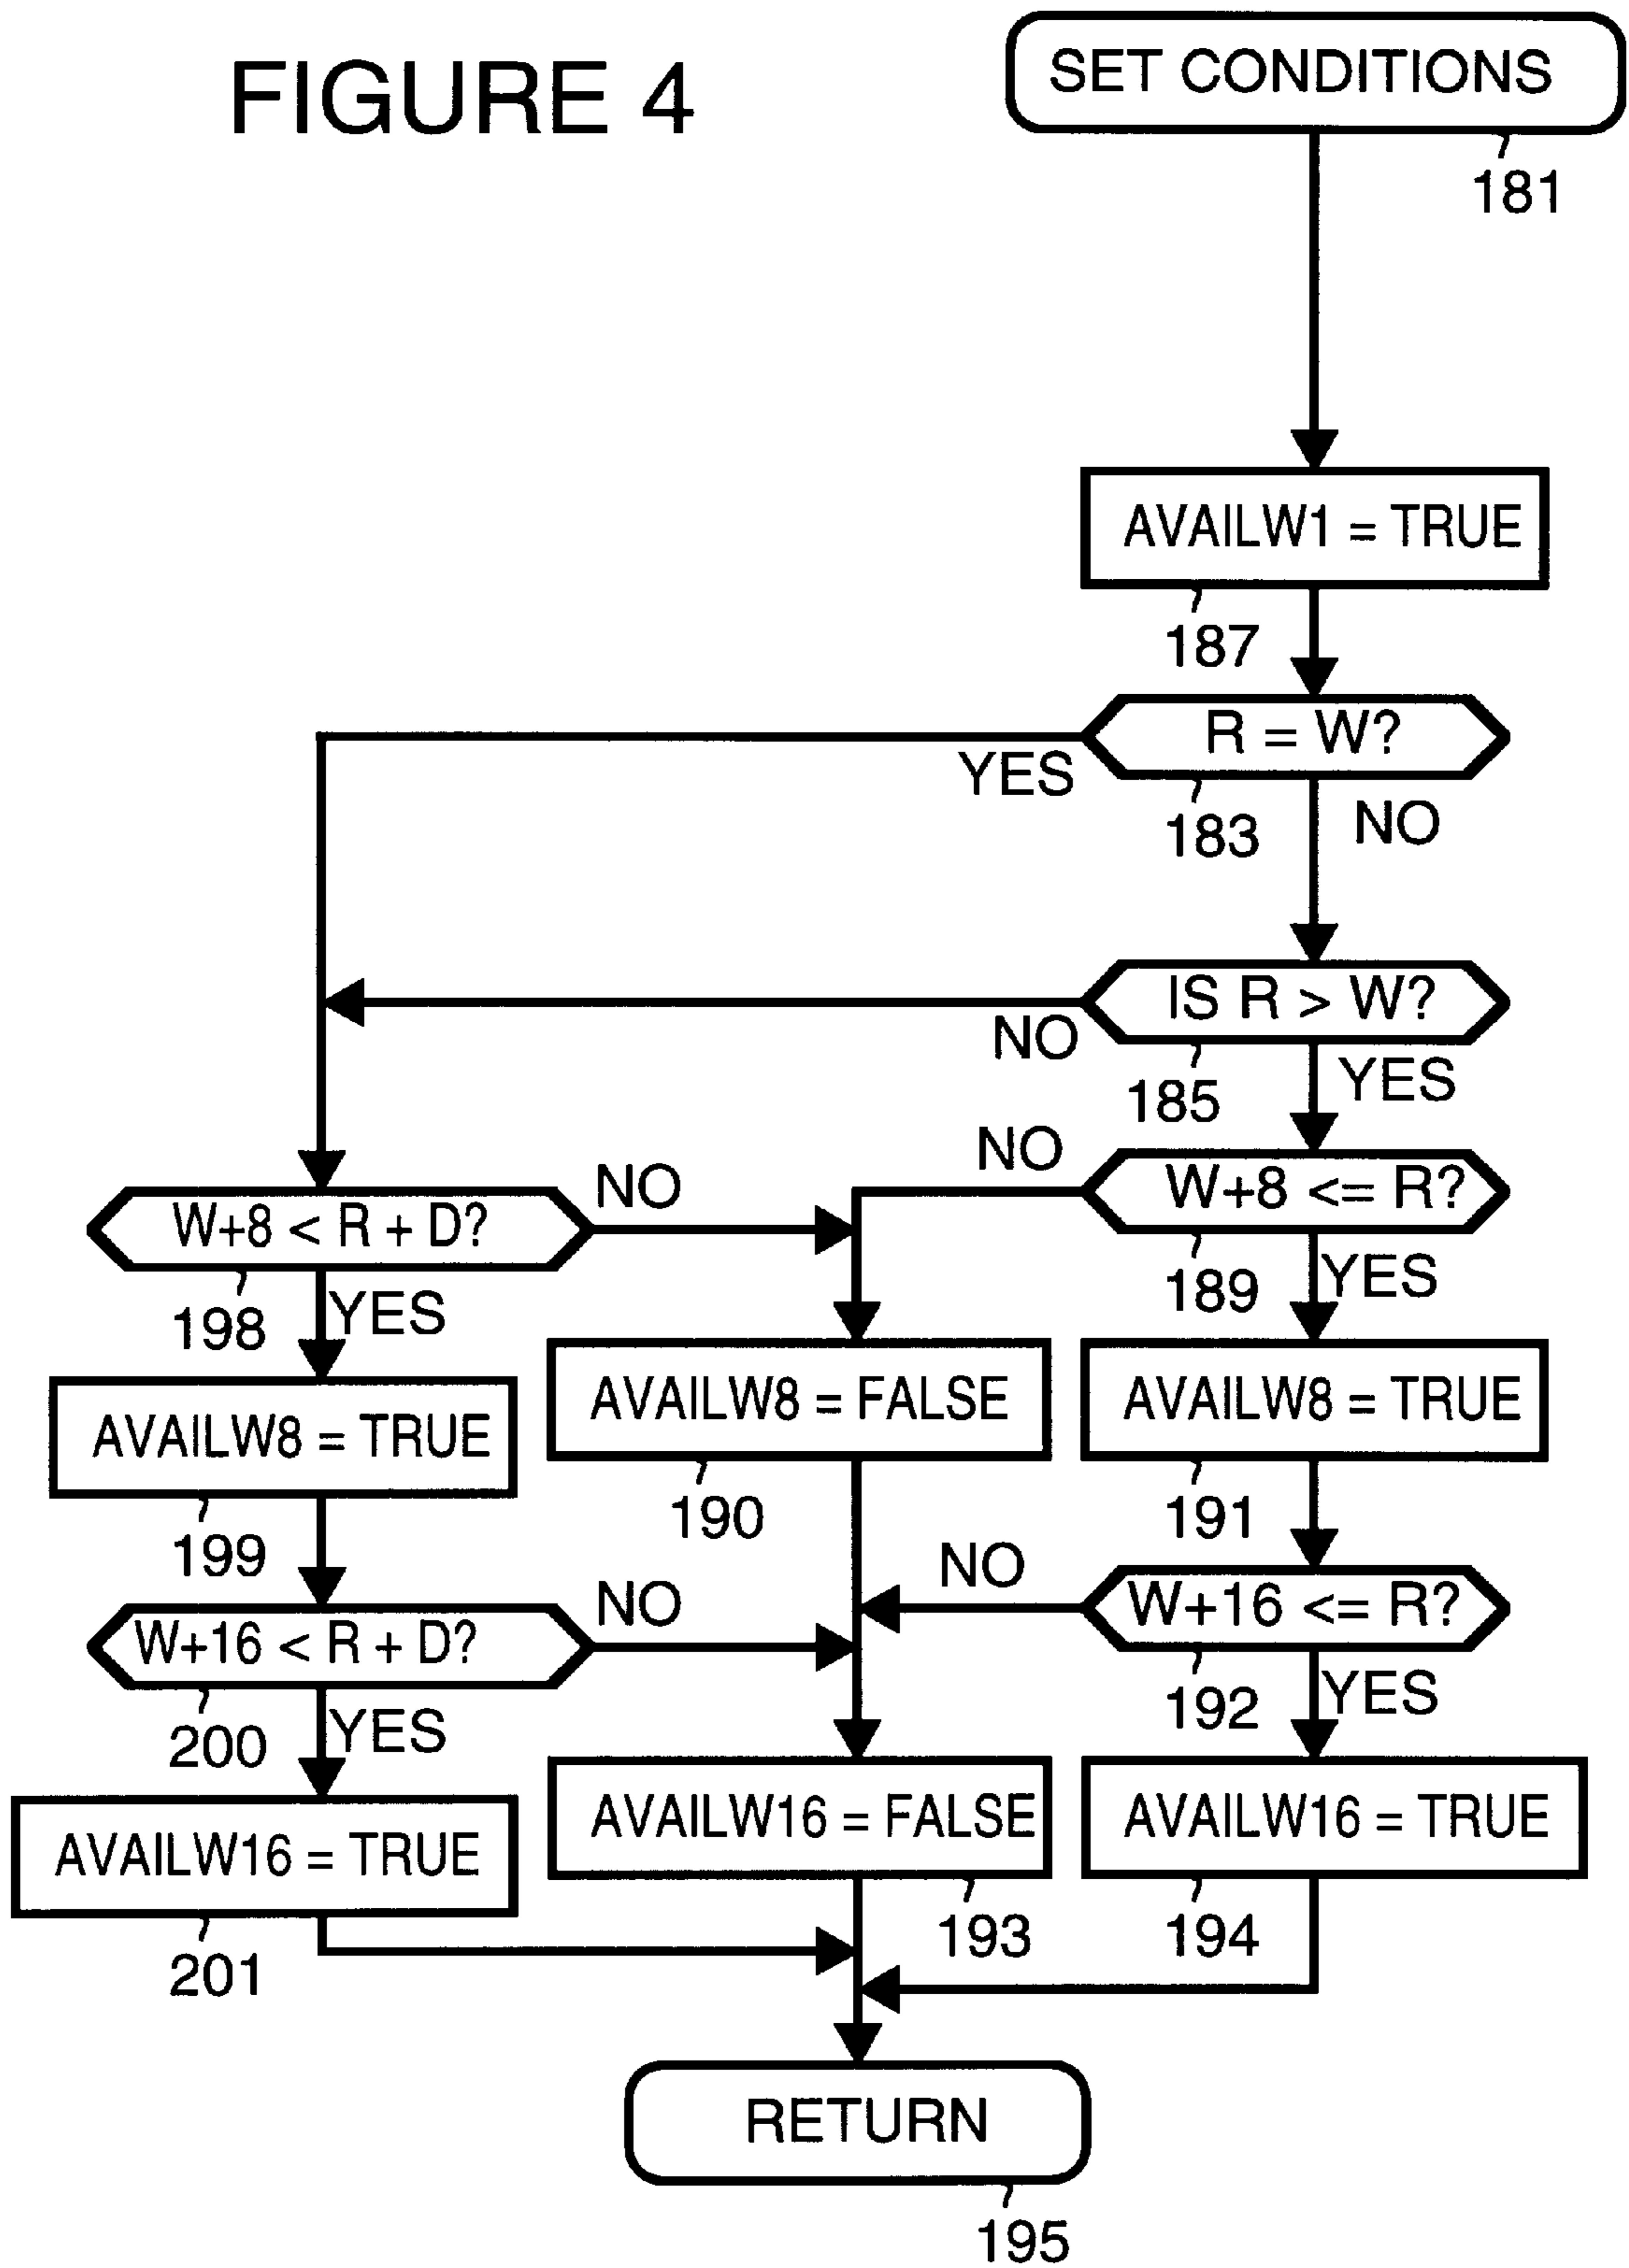 FIGURE 4
SET CONDITIONS
181
AVAILW1 = TRUE
187
R = W?
YES
183
NO
IS R > W?
NO
185
YES
NO
W+8 <= R?
W+8 < R + D?
NO
189
YES
198
YES
AVAILW8 = FALSE
AVAILW8 = TRUE
AVAILW8 = TRUE
190
191
199
NO
W+16 <= R?
W+16 < R + D?
NO
192
YES
200
YES
AVAILW16 = FALSE
AVAILW16 = TRUE
AVAILW16 = TRUE
193
194
201
RETURN
195